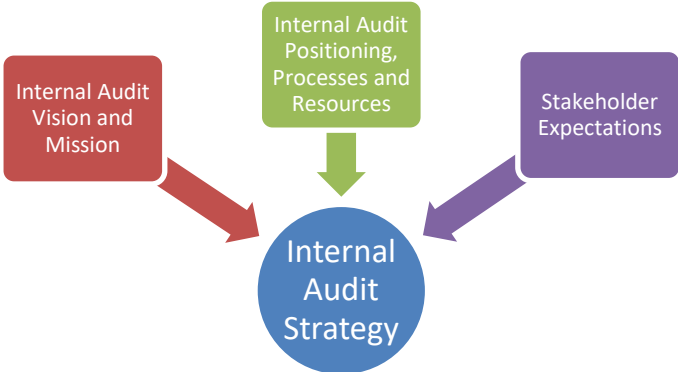 Internal Audit
Vision and
Mission
Internal Audit
Positioning,
Processes and
Resources
Stakeholder
Expectations
Internal
Audit
Strategy